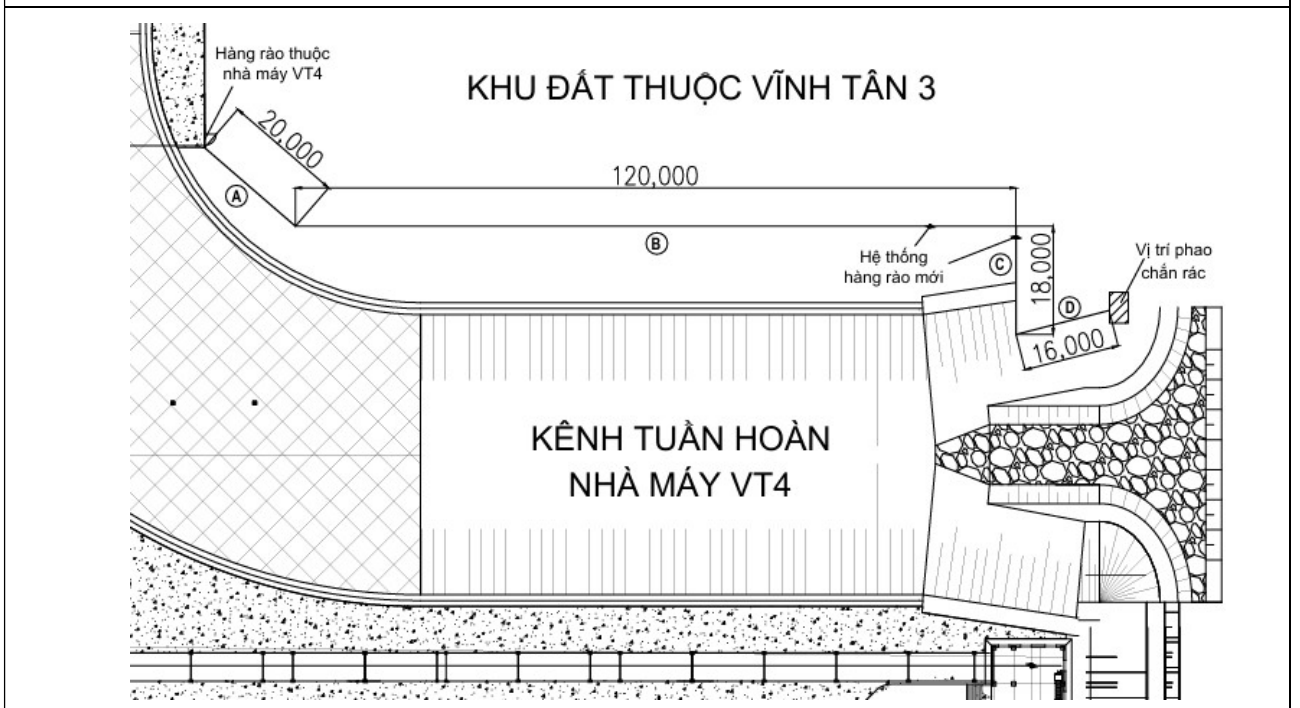 Hàng rào thuộc
nhà máy VT4
KHU ĐẤT THUỘC VĨNH TÂN 3
20,000
120,000
A
B
Hệ thống
hàng rào mới
C
18,000
Vị trí phao
chắn rác
D
16,000
KÊNH TUẦN HOÀN
NHÀ MÁY VT4